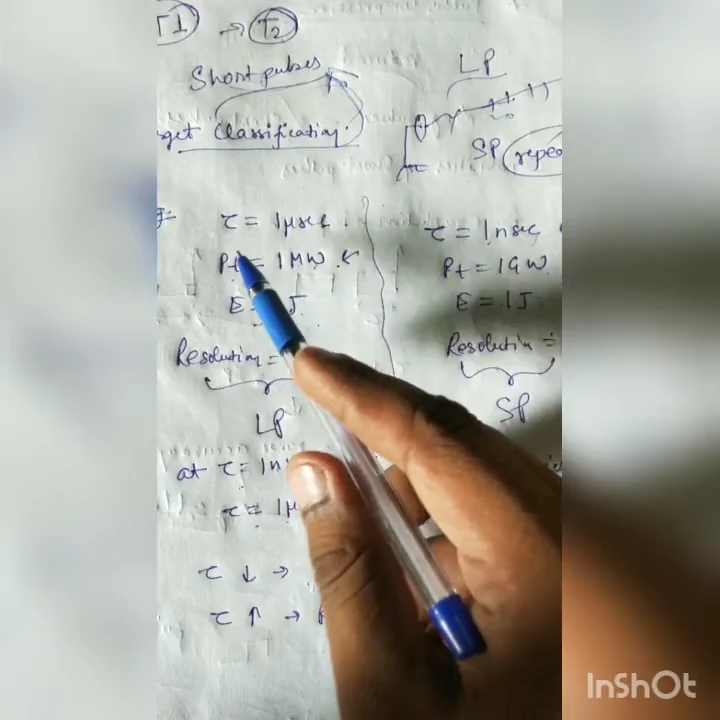 T1 → T2
Short pulses
LP
get Classification
SP repea
τ = 1μsec
τ = 1nsec
Pt = 1MW
Pt = 1GW
E = J
E = 1J
Resolution =
Resolution =
LP
SP
at τ = 1n
τ = 1μ
τ ↓ →
τ ↑ →
InShOt